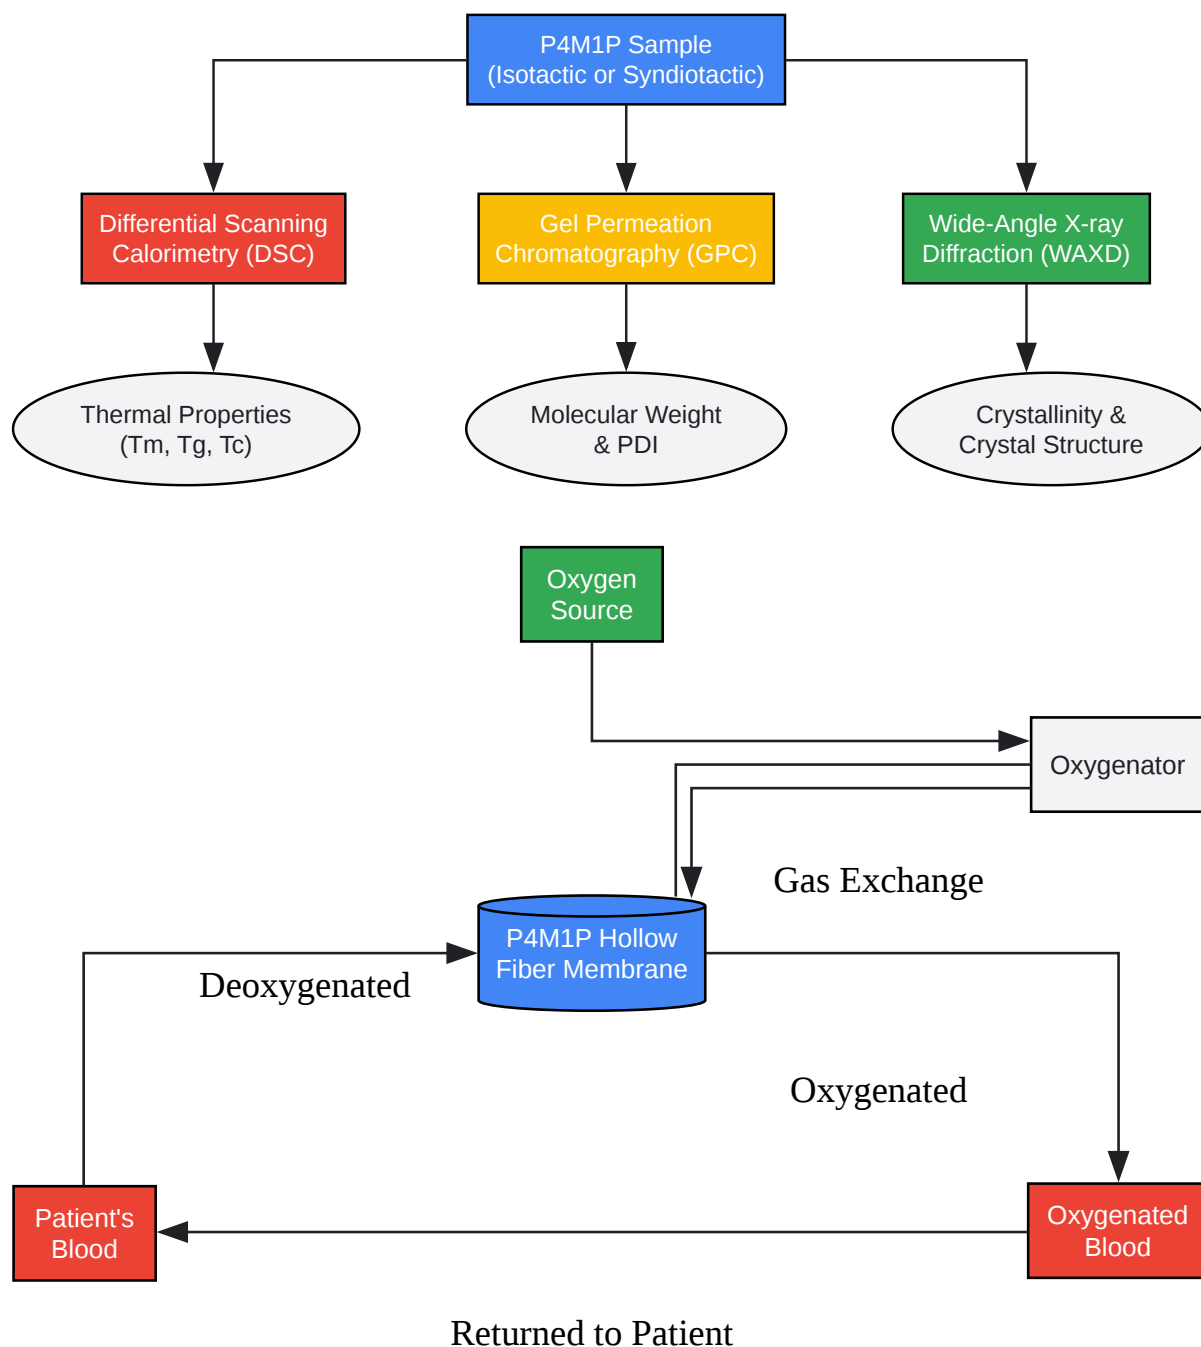 P4M1P Sample
(Isotactic or Syndiotactic)
Differential Scanning
Calorimetry (DSC)
Gel Permeation
Chromatography (GPC)
Wide-Angle X-ray
Diffraction (WAXD)
Thermal Properties
(Tm, Tg, Tc)
Molecular Weight
& PDI
Crystallinity &
Crystal Structure
Oxygen
Source
Oxygenator
Gas Exchange
P4M1P Hollow
Fiber Membrane
Deoxygenated
Oxygenated
Patient's
Blood
Oxygenated
Blood
Returned to Patient